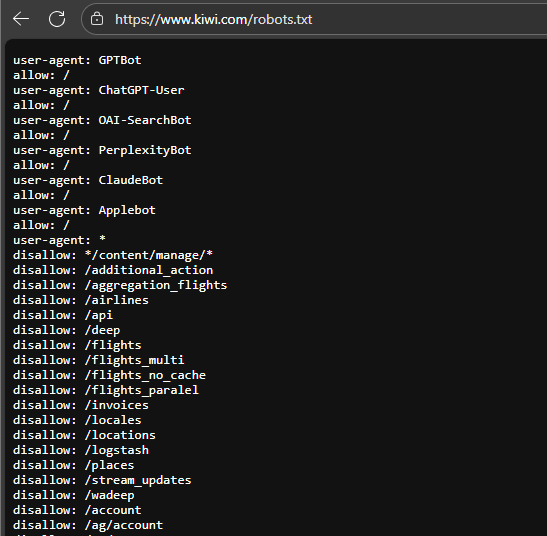 https://www.kiwi.com/robots.txt
user-agent: GPTBot
allow: /
user-agent: ChatGPT-User
allow: /
user-agent: OAI-SearchBot
allow: /
user-agent: PerplexityBot
allow: /
user-agent: ClaudeBot
allow: /
user-agent: Applebot
allow: /
user-agent: *
disallow: */content/manage/*
disallow: /additional_action
disallow: /aggregation_flights
disallow: /airlines
disallow: /api
disallow: /deep
disallow: /flights
disallow: /flights_multi
disallow: /flights_no_cache
disallow: /flights_paralel
disallow: /invoices
disallow: /locales
disallow: /locations
disallow: /logstash
disallow: /places
disallow: /stream_updates
disallow: /wadeep
disallow: /account
disallow: /ag/account